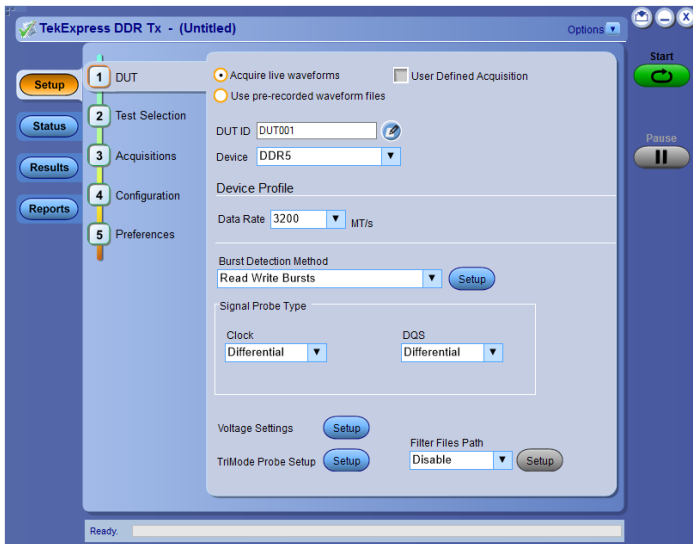 TekExpress DDR Tx - (Untitled)
Options
Start
Pause
Setup
Status
Results
Reports
1 DUT
2 Test Selection
3 Acquisitions
4 Configuration
5 Preferences
Acquire live waveforms
User Defined Acquisition
Use pre-recorded waveform files
DUT ID DUT001
Device DDR5
Device Profile
Data Rate 3200 MT/s
Burst Detection Method
Read Write Bursts Setup
Signal Probe Type
Clock DQS
Differential Differential
Voltage Settings Setup
Filter Files Path
TriMode Probe Setup Setup Disable Setup
Ready.